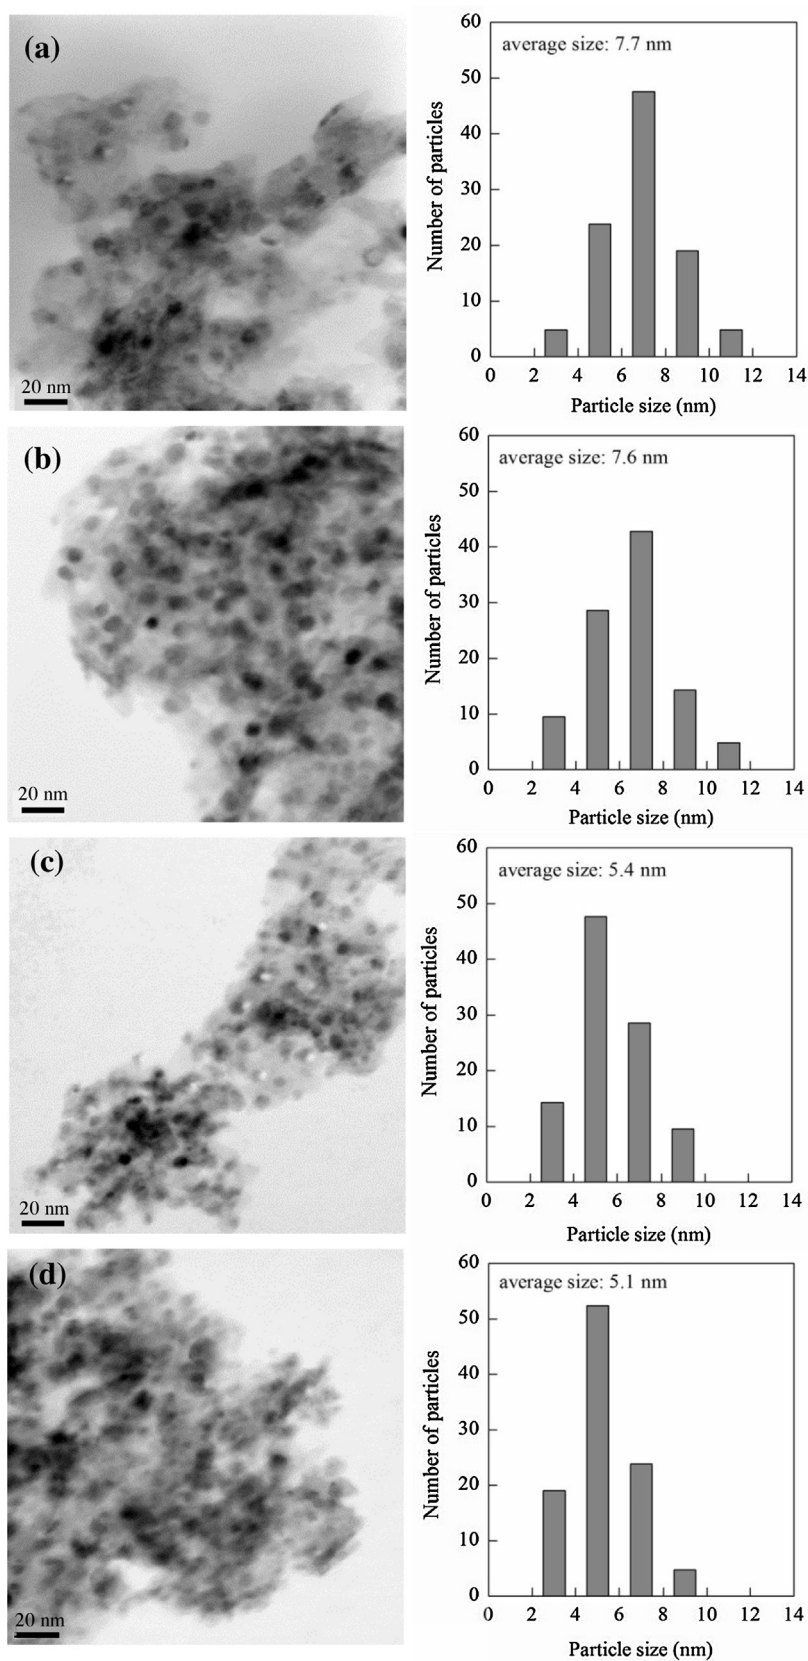 (a)
20 nm
average size: 7.7 nm
Number of particles
60
50
40
30
20
10
0
0 2 4 6 8 10 12 14
Particle size (nm)
(b)
20 nm
average size: 7.6 nm
Number of particles
60
50
40
30
20
10
0
0 2 4 6 8 10 12 14
Particle size (nm)
(c)
20 nm
average size: 5.4 nm
Number of particles
60
50
40
30
20
10
0
0 2 4 6 8 10 12 14
Particle size (nm)
(d)
20 nm
average size: 5.1 nm
Number of particles
60
50
40
30
20
10
0
0 2 4 6 8 10 12 14
Particle size (nm)